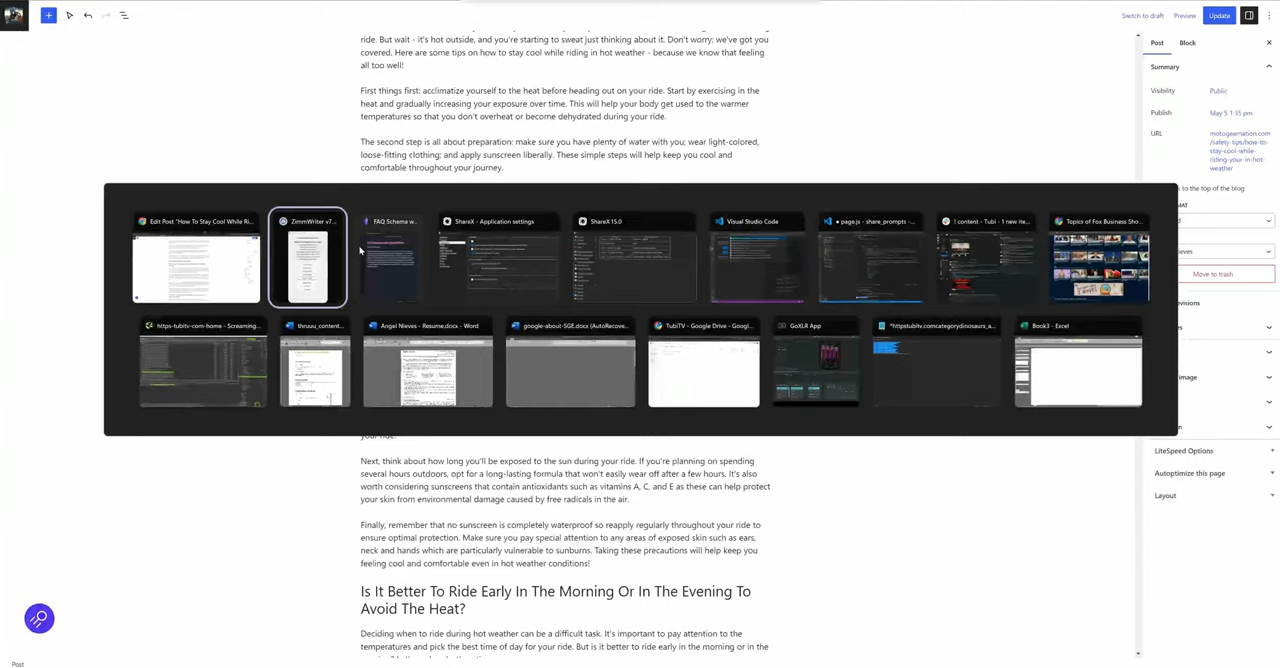 Switch to draft
Preview
Update
ride. But wait - it's hot outside, and you're starting to sweat just thinking about it. Don't worry; we've got you
covered. Here are some tips on how to stay cool while riding in hot weather - because we know that feeling
all too well!
First things first: acclimatize yourself to the heat before heading out on your ride. Start by exercising in the
heat and gradually increasing your exposure over time. This will help your body get used to the warmer
temperatures so that you don't overheat or become dehydrated during your ride.
The second step is all about preparation: make sure you have plenty of water with you; wear light-colored,
loose-fitting clothing; and apply sunscreen liberally. These simple steps will help keep you cool and
comfortable throughout your journey.
Edit Post "How To Stay Cool While Ri...
ZimmWriter v7...
FAQ Schema w...
ShareX - Application settings
ShareX 15.0
Visual Studio Code
● page.js - share_prompts -...
! content - Tubi - 1 new ite...
Topics of Fox Business Sho...
https-tubitv-com-home - Screaming...
thruuu_content...
Angel Nieves - Resume.docx - Word
google-about-SGE.docx (AutoRecove...
TubiTV - Google Drive - Googl...
GoXLR App
*httpstubitv.comcategorydinosaurs_a...
Book3 - Excel
your ride.
Next, think about how long you'll be exposed to the sun during your ride. If you're planning on spending
several hours outdoors, opt for a long-lasting formula that won't easily wear off after a few hours. It's also
worth considering sunscreens that contain antioxidants such as vitamins A, C, and E as these can help protect
your skin from environmental damage caused by free radicals in the air.
Finally, remember that no sunscreen is completely waterproof so reapply regularly throughout your ride to
ensure optimal protection. Make sure you pay special attention to any areas of exposed skin such as ears,
neck and hands which are particularly vulnerable to sunburns. Taking these precautions will help keep you
feeling cool and comfortable even in hot weather conditions!
Is It Better To Ride Early In The Morning Or In The Evening To
Avoid The Heat?
Deciding when to ride during hot weather can be a difficult task. It's important to pay attention to the
temperatures and pick the best time of day for your ride. But is it better to ride early in the morning or in the
Post
Block
Summary
Visibility
Public
Publish
May 5 1:35 pm
URL
motogearnation.com
/safety-tips/how-to-
stay-cool-while-
riding-your-in-hot-
weather
k to the top of the blog
MAT
d
ieves
Move to trash
evisions
es
image
n
LiteSpeed Options
Autoptimize this page
Layout
Post